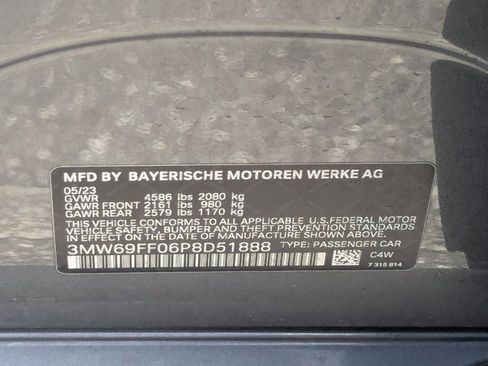 MFD BY BAYERISCHE MOTOREN WERKE AG
05/23
GVWR 4586 lbs 2080 kg
GAWR FRONT 2161 lbs 980 kg
GAWR REAR 2579 lbs 1170 kg
THIS VEHICLE CONFORMS TO ALL APPLICABLE U.S.FEDERAL MOTOR
VEHICLE SAFETY, BUMPER AND THEFT PREVENTION STANDARDS
IN EFFECT ON THE DATE OF MANUFACTURE SHOWN ABOVE.
3MW69FF06P8D51888 TYPE: PASSENGER CAR
C4W
7 315 814